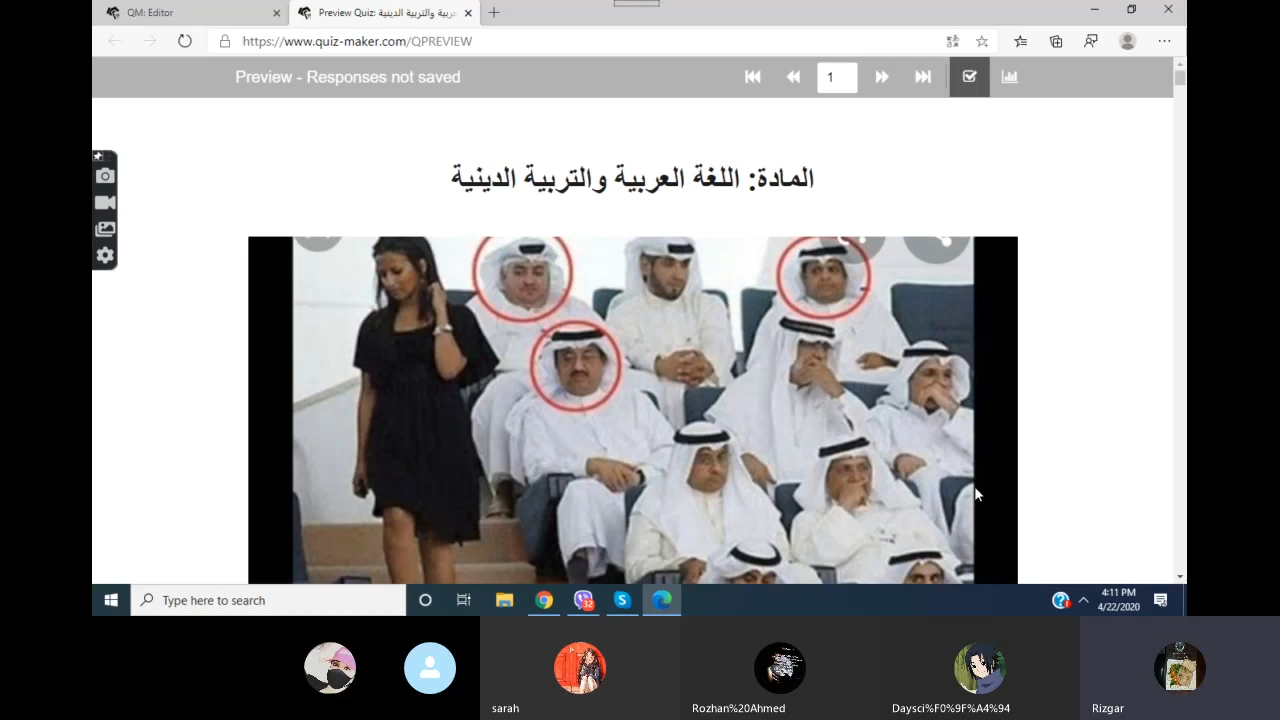 QM: Editor
Preview Quiz: عربية والتربية الدينية
https://www.quiz-maker.com/QPREVIEW
Preview - Responses not saved
1
المادة: اللغة العربية والتربية الدينية
Type here to search
32
4:11 PM
4/22/2020
sarah
Rozhan%20Ahmed
Daysci%F0%9F%A4%94
Rizgar